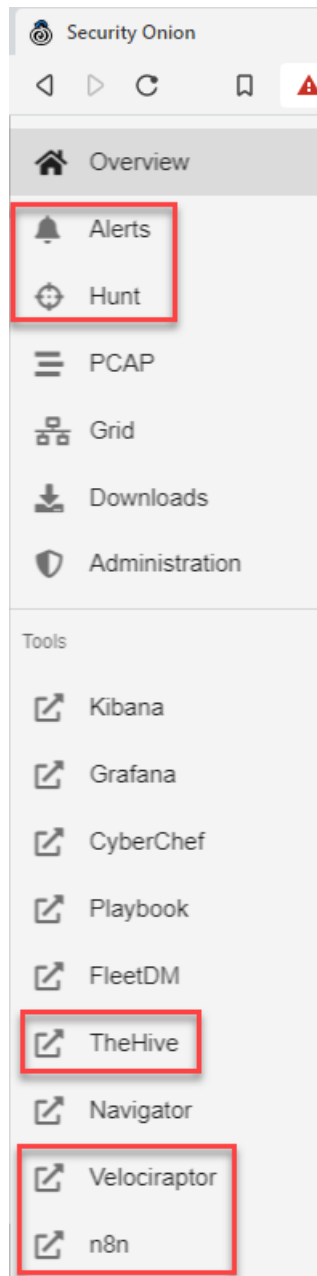 Security Onion
Overview
Alerts
Hunt
PCAP
Grid
Downloads
Administration
Tools
Kibana
Grafana
CyberChef
Playbook
FleetDM
TheHive
Navigator
Velociraptor
n8n